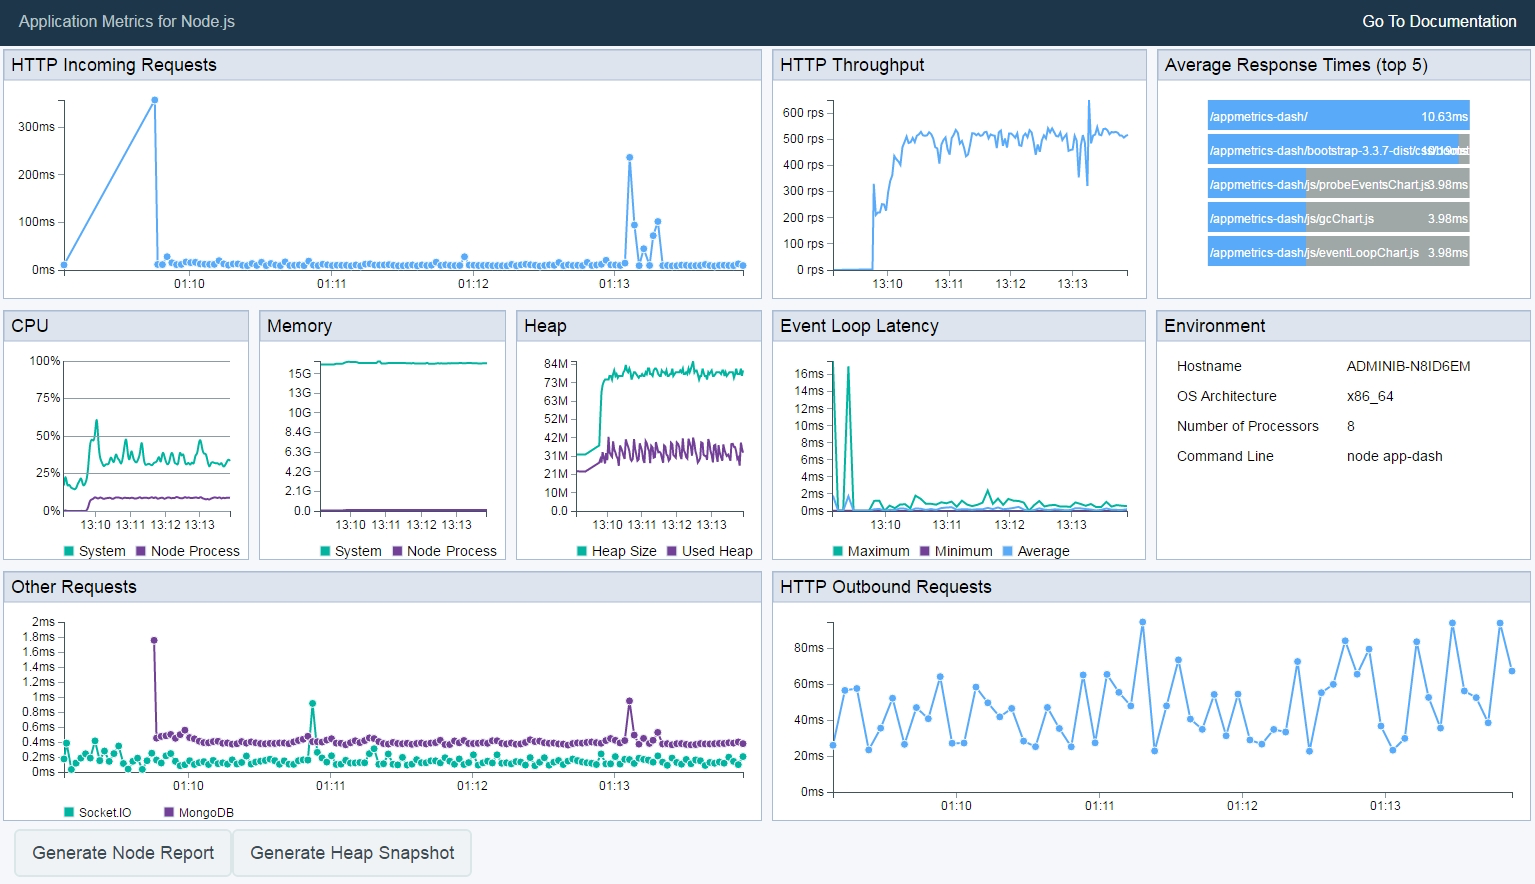 Application Metrics for Node.js
Go To Documentation
HTTP Incoming Requests
300ms
200ms
100ms
0ms
01:10 01:11 01:12 01:13
HTTP Throughput
600 rps
500 rps
400 rps
300 rps
200 rps
100 rps
0 rps
13:10 13:11 13:12 13:13
Average Response Times (top 5)
/appmetrics-dash/ 10.63ms
/appmetrics-dash/bootstrap-3.3.7-dist/css/
/appmetrics-dash/js/probeEventsChart.js 3.98ms
/appmetrics-dash/js/gcChart.js 3.98ms
/appmetrics-dash/js/eventLoopChart.js 3.98ms
CPU
100%
75%
50%
25%
0%
13:10 13:11 13:12 13:13
System Node Process
Memory
15G
13G
10G
8.4G
6.3G
4.2G
2.1G
0.0
13:10 13:11 13:12 13:13
System Node Process
Heap
84M
73M
63M
52M
42M
31M
21M
10M
0.0
13:10 13:11 13:12 13:13
Heap Size Used Heap
Event Loop Latency
16ms
14ms
12ms
10ms
8ms
6ms
4ms
2ms
0ms
13:10 13:11 13:12 13:13
Maximum Minimum Average
Environment
Hostname ADMINIB-N8ID6EM
OS Architecture x86_64
Number of Processors 8
Command Line node app-dash
Other Requests
2ms
1.8ms
1.6ms
1.4ms
1.2ms
1ms
0.8ms
0.6ms
0.4ms
0.2ms
0ms
01:10 01:11 01:12 01:13
Socket.IO MongoDB
HTTP Outbound Requests
80ms
60ms
40ms
20ms
0ms
01:10 01:11 01:12 01:13
Generate Node Report
Generate Heap Snapshot